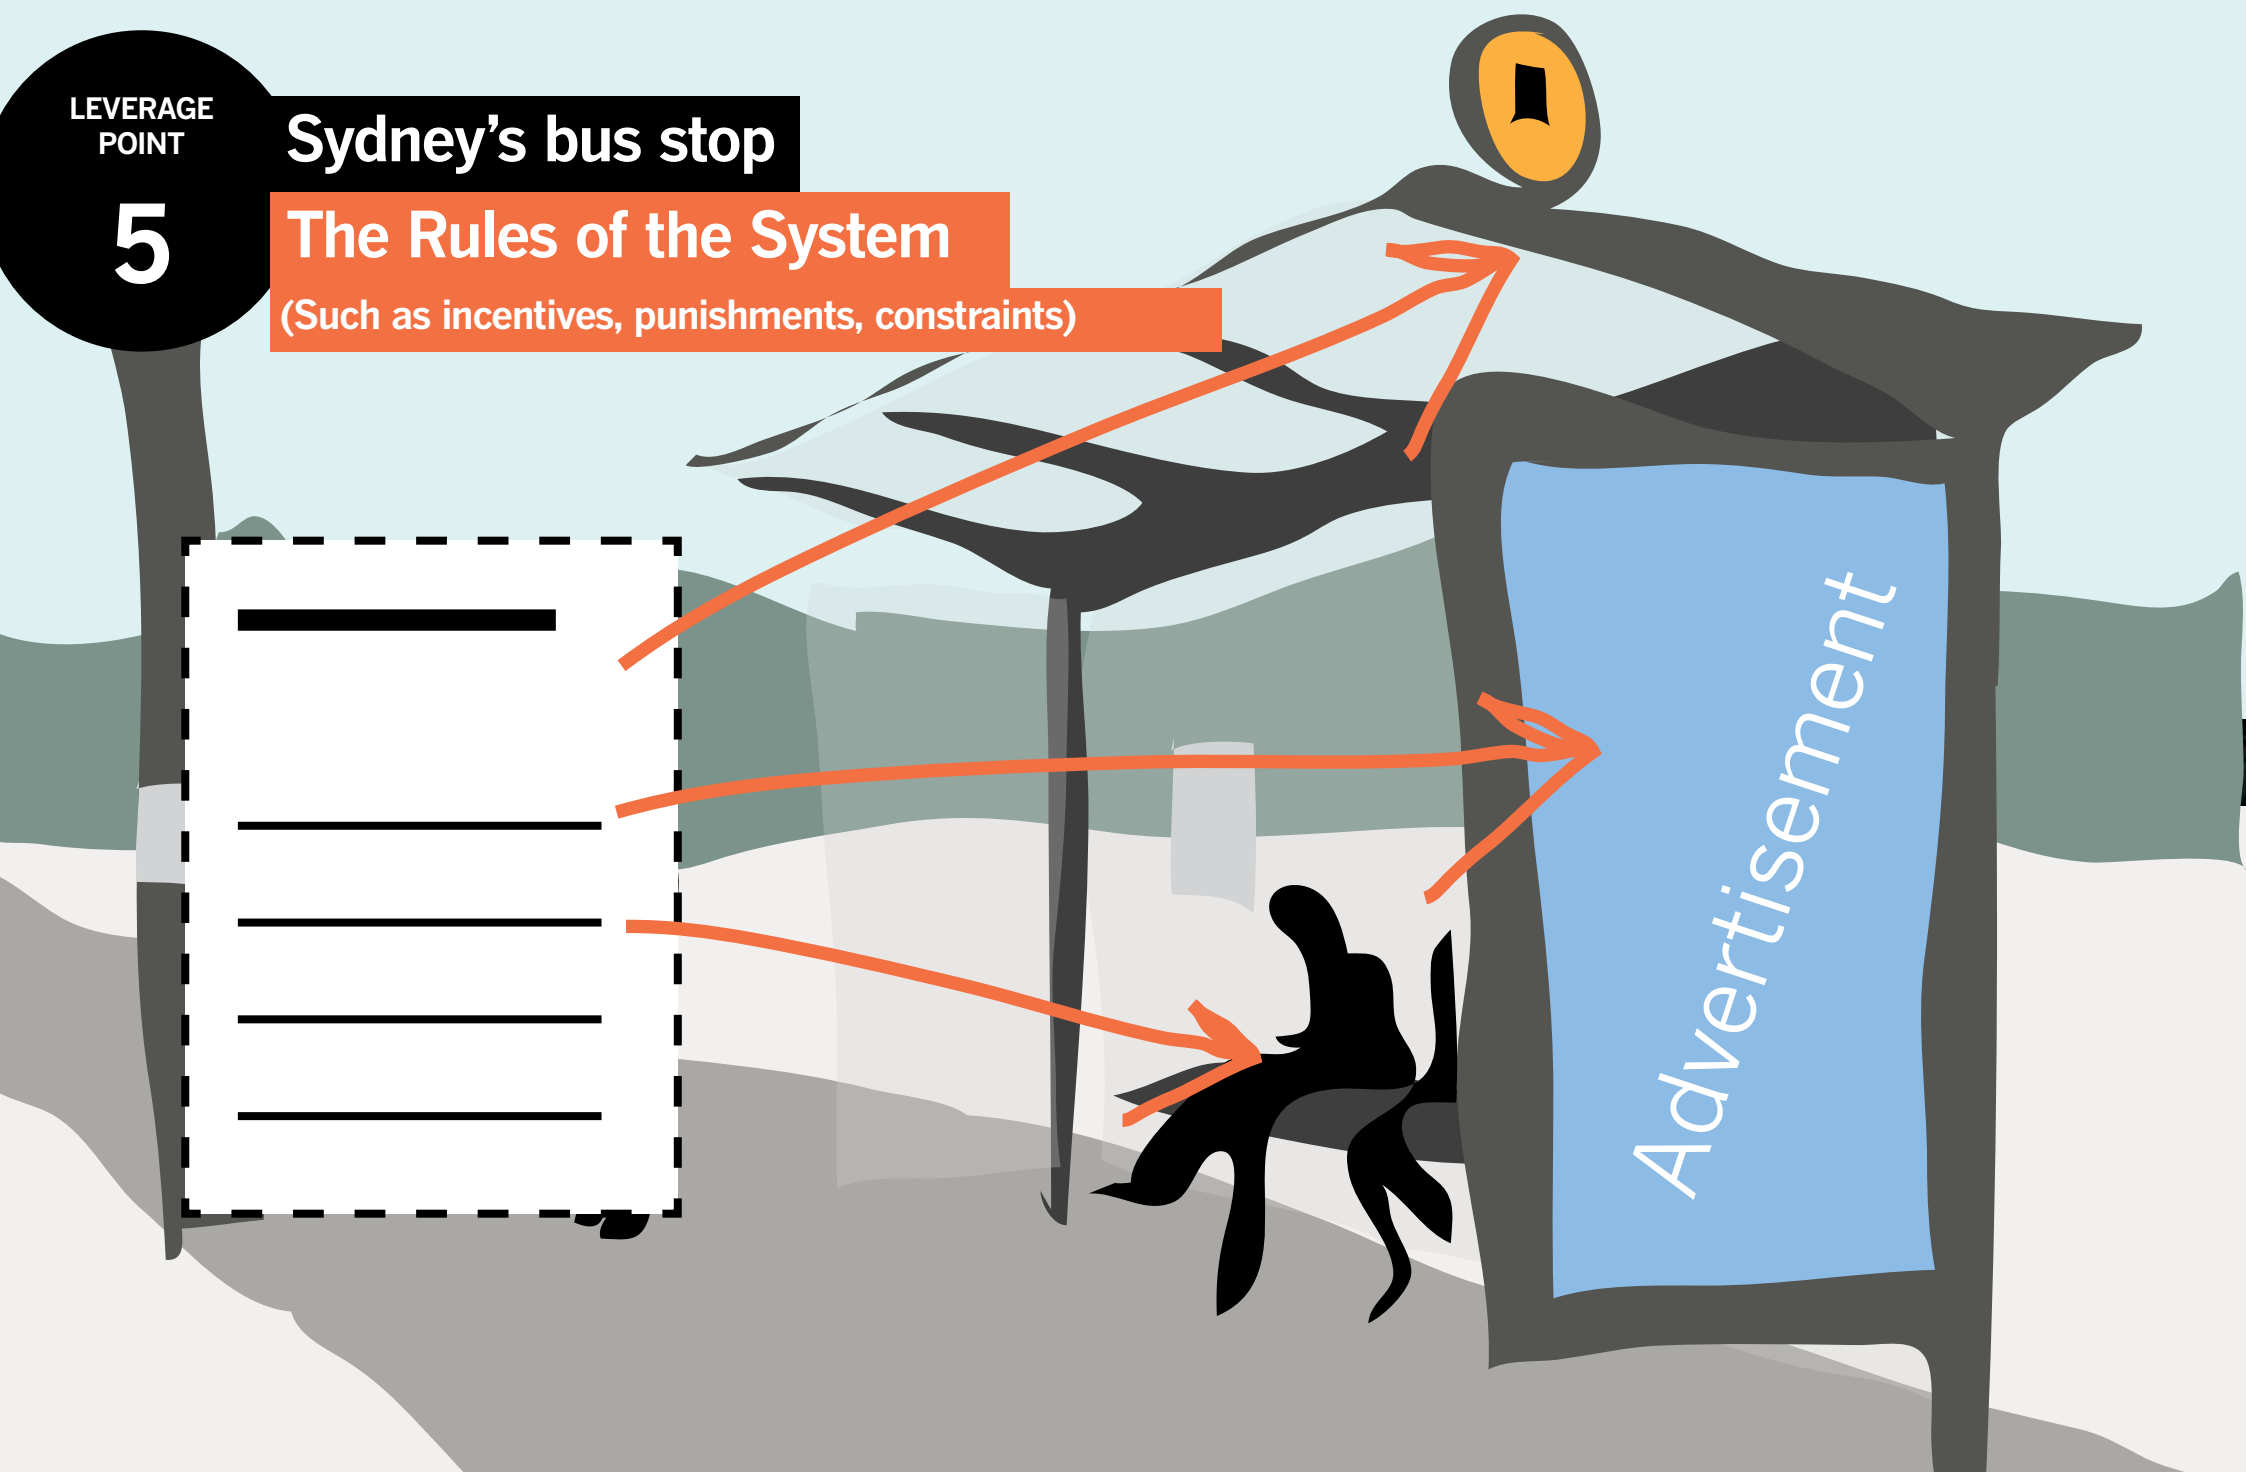 LEVERAGE
POINT
5
Sydney’s bus stop
The Rules of the System
(Such as incentives, punishments, constraints)
Advertisement